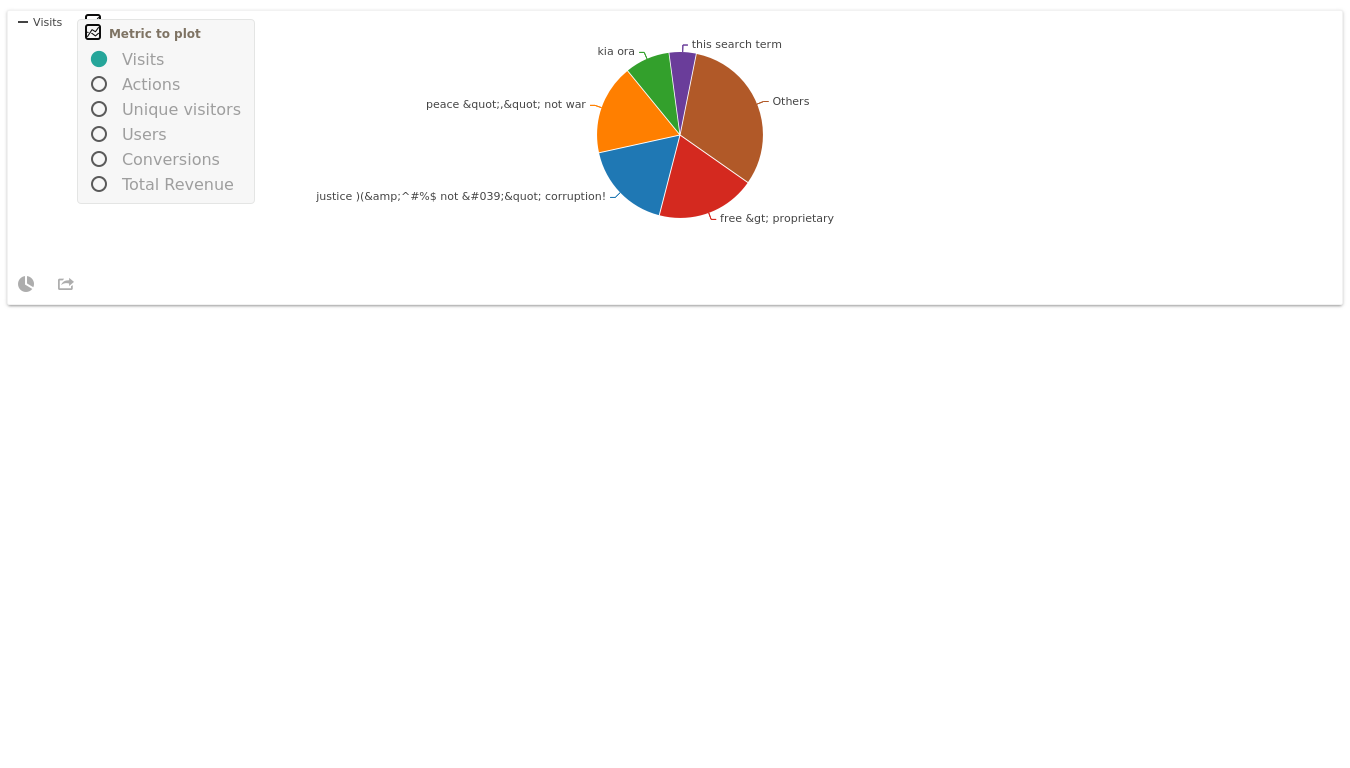 Visits
Metric to plot
Visits
Actions
Unique visitors
Users
Conversions
Total Revenue
this search term
kia ora
Others
peace &quot;,&quot; not war
justice )(&amp;^#%$ not &#039;&quot; corruption!
free &gt; proprietary